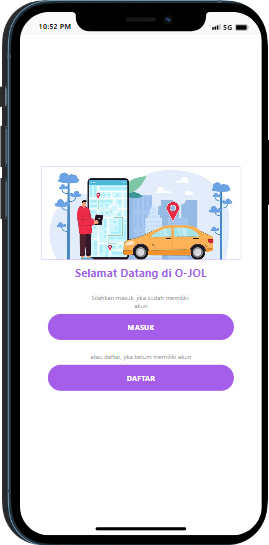 10:52 PM
5G
Selamat Datang di O-JOL
Silahkan masuk, jika sudah memiliki
akun
MASUK
atau daftar, jika belum memiliki akun
DAFTAR